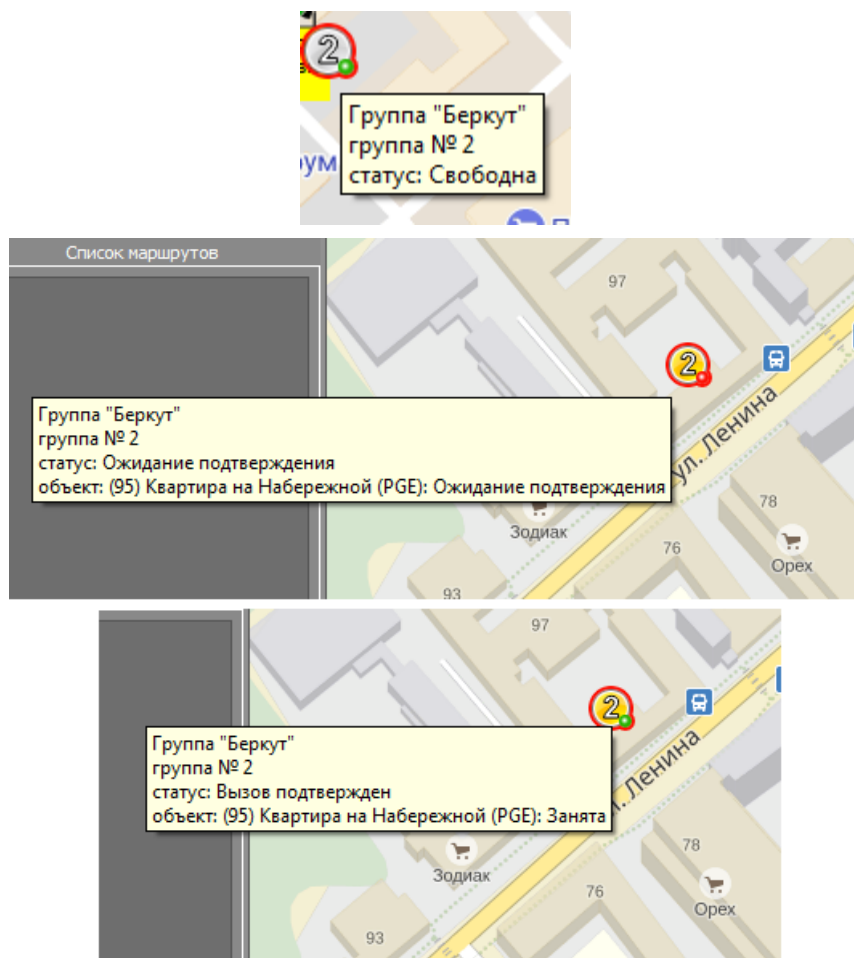 2
Группа "Беркут"
группа № 2
статус: Свободна
ум
П
Список маршрутов
97
2
Группа "Беркут"
группа № 2
статус: Ожидание подтверждения
объект: (95) Квартира на Набережной (PGE): Ожидание подтверждения
ул. Ленина
78
Зодиак
76
Орех
93
97
2
Группа "Беркут"
группа № 2
статус: Вызов подтвержден
объект: (95) Квартира на Набережной (PGE): Занята
л. Ленина
78
Зодиак
76
Орех
93